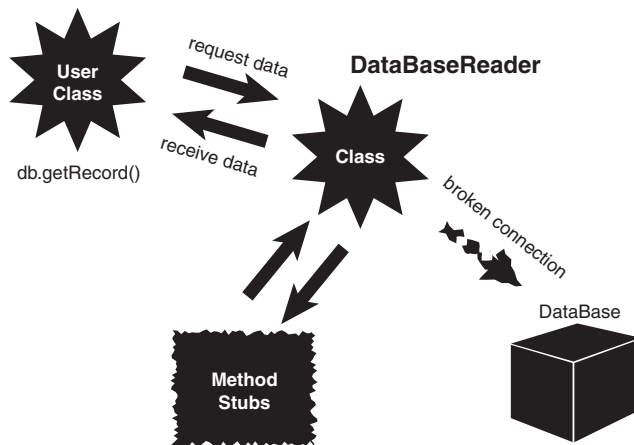 User
Class
request data
receive data
db.getRecord()
DataBaseReader
Class
broken connection
DataBase
Method
Stubs